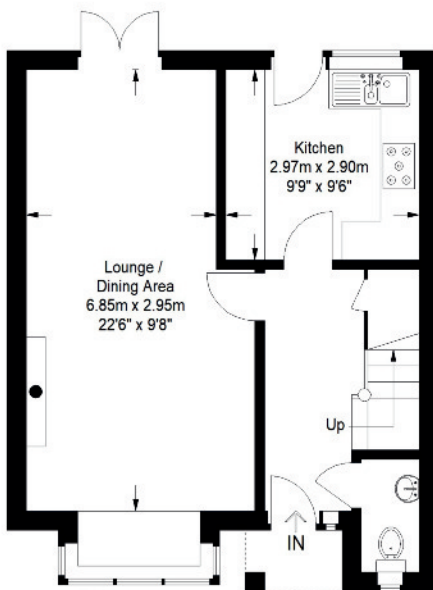 Kitchen
2.97m x 2.90m
9'9" x 9'6"
Lounge /
Dining Area
6.85m x 2.95m
22'6" x 9'8"
Up
IN